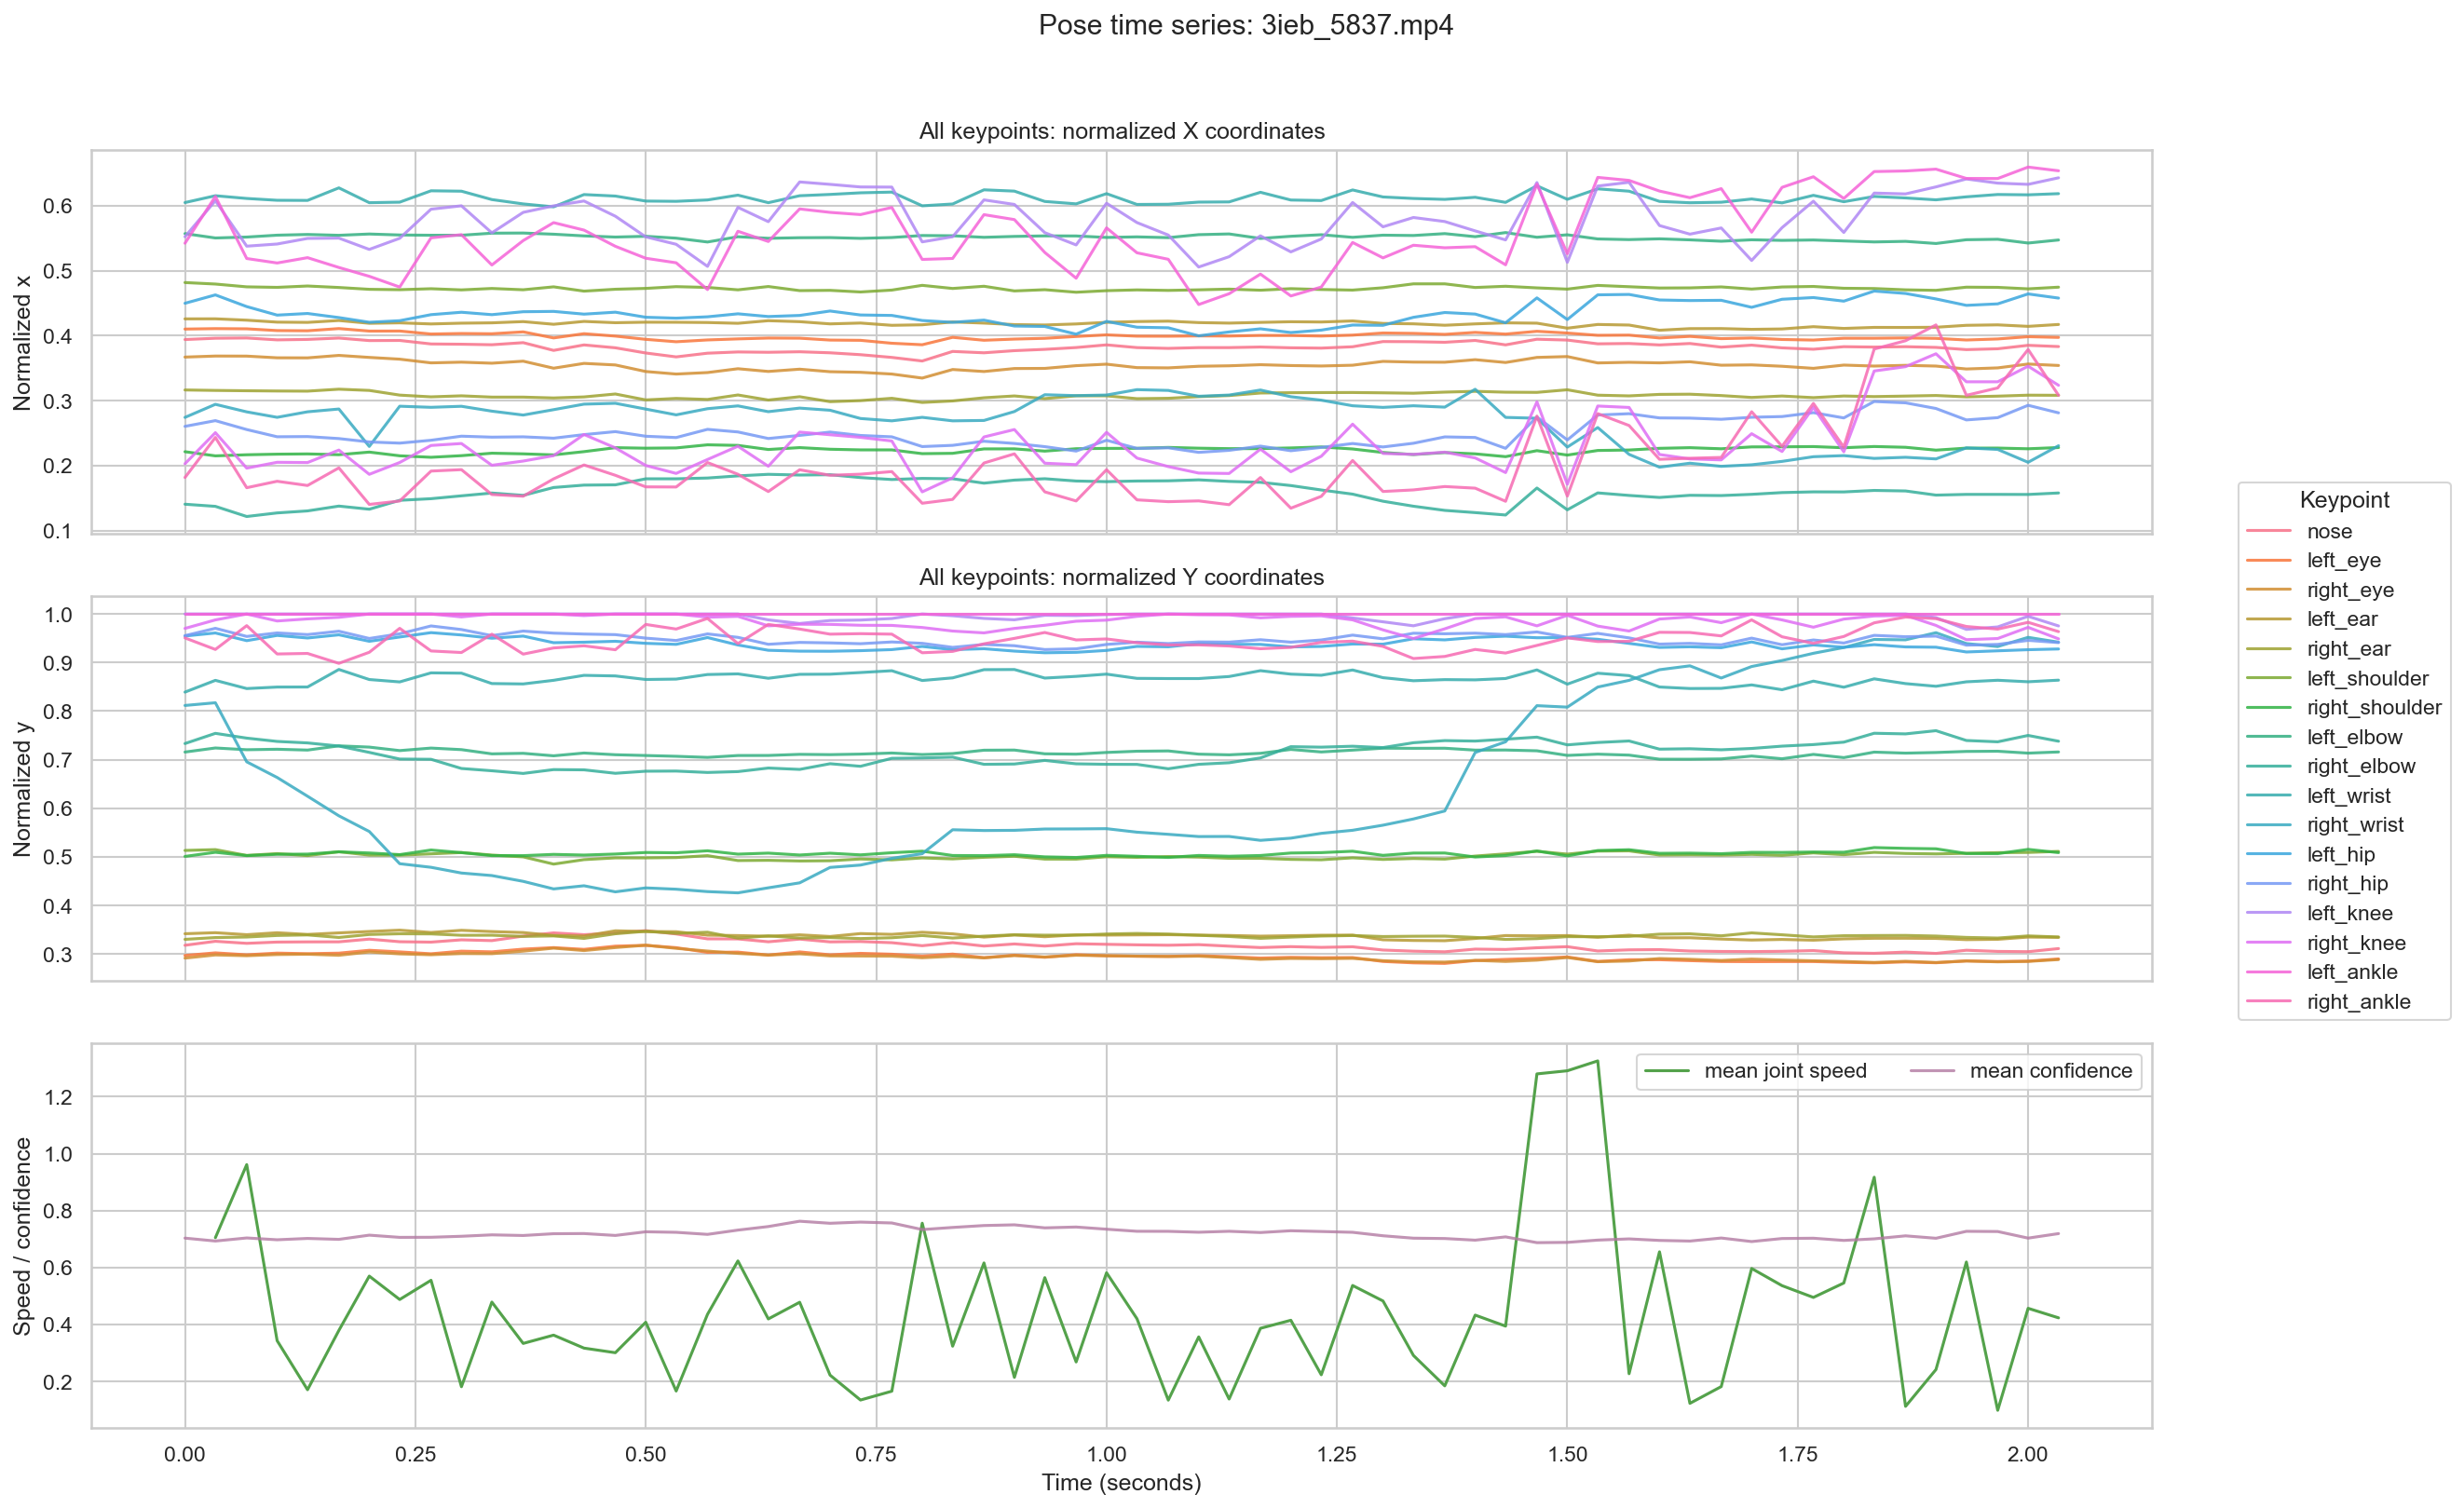 Pose time series: 3ieb_5837.mp4
All keypoints: normalized X coordinates
Normalized x
0.6
0.5
0.4
0.3
0.2
0.1
All keypoints: normalized Y coordinates
Normalized y
1.0
0.9
0.8
0.7
0.6
0.5
0.4
0.3
Keypoint
nose
left_eye
right_eye
left_ear
right_ear
left_shoulder
right_shoulder
left_elbow
right_elbow
left_wrist
right_wrist
left_hip
right_hip
left_knee
right_knee
left_ankle
right_ankle
mean joint speed mean confidence
Speed / confidence
1.2
1.0
0.8
0.6
0.4
0.2
0.00 0.25 0.50 0.75 1.00 1.25 1.50 1.75 2.00
Time (seconds)